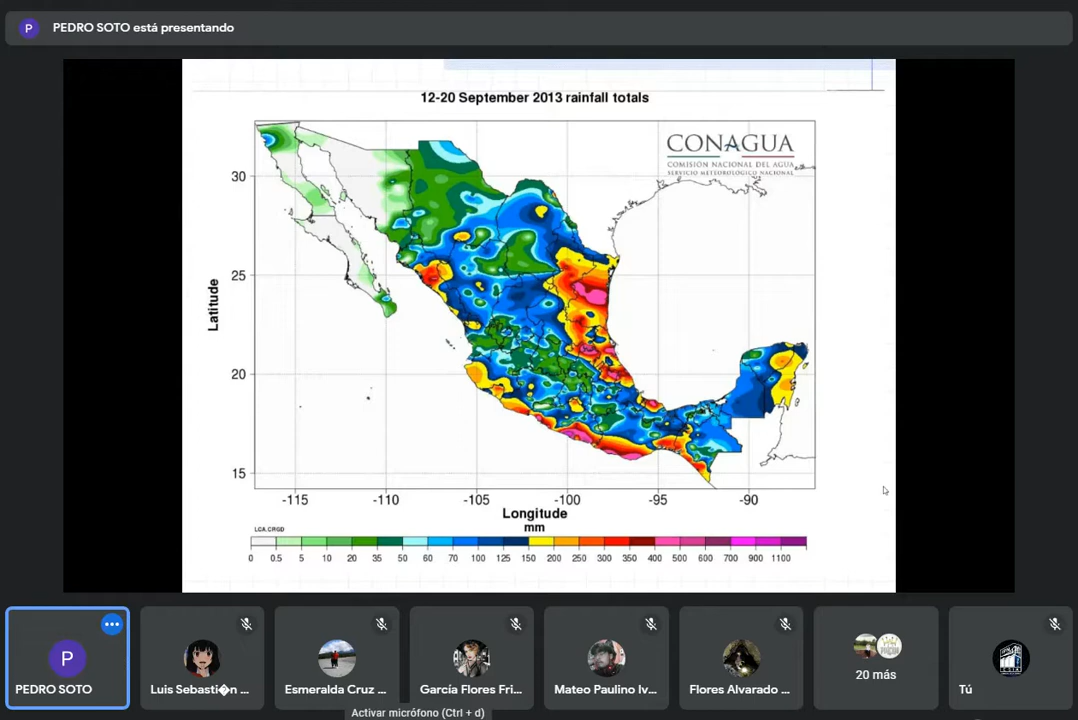 P
PEDRO SOTO está presentando
12-20 September 2013 rainfall totals
CONAGUA
COMISIÓN NACIONAL DEL AGUA
SERVICIO METEOROLÓGICO NACIONAL
30
25
20
15
Latitude
-115 -110 -105 -100 -95 -90
Longitude
LCA,CRGD
mm
0 0.5 5 10 20 35 50 60 70 100 125 150 200 250 300 350 400 500 600 700 900 1100
P
PEDRO SOTO
Luis Sebasti�n ...
Esmeralda Cruz ...
García Flores Fri...
Mateo Paulino Iv...
Flores Alvarado ...
20 más
Tú
Activar micrófono (Ctrl + d)